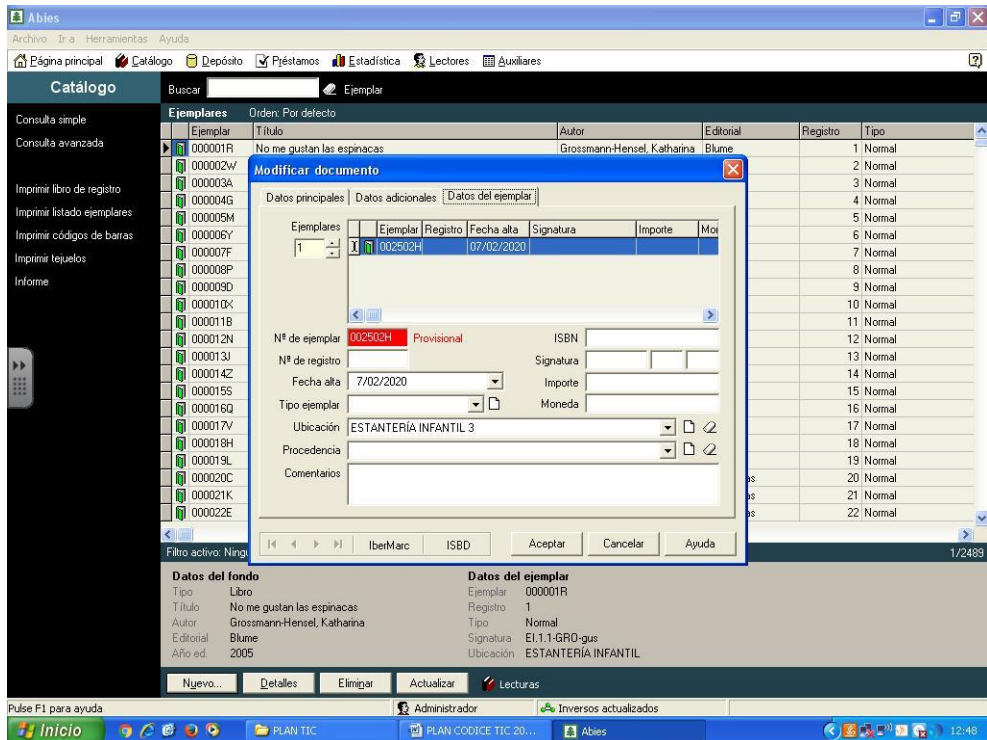 Abies
Archivo Ir a Herramientas Ayuda
Página principal Catálogo Depósito Préstamos Estadística Lectores Auxiliares
Catálogo
Buscar Ejemplar
Consulta simple
Consulta avanzada
Imprimir libro de registro
Imprimir listado ejemplares
Imprimir códigos de barras
Imprimir tejuelos
Informe
Ejemplares Orden: Por defecto
Ejemplar Título Autor Editorial Registro Tipo
000001R No me gustan las espinacas Grossmann-Hensel, Katharina Blume 1 Normal
000002W 2 Normal
000003A 3 Normal
000004G 4 Normal
000005M 5 Normal
000006Y 6 Normal
000007F 7 Normal
000008P 8 Normal
000009D 9 Normal
000010X 10 Normal
000011B 11 Normal
000012N 12 Normal
000013J 13 Normal
000014Z 14 Normal
000015S 15 Normal
000016Q 16 Normal
000017V 17 Normal
000018H 18 Normal
000019L 19 Normal
000020C as 20 Normal
000021K as 21 Normal
000022E as 22 Normal
Modificar documento
Datos principales Datos adicionales Datos del ejemplar
Ejemplares
1
Ejemplar Registro Fecha alta Signatura Importe Mo
002502H 07/02/2020
Nº de ejemplar 002502H Provisional ISBN
Nº de registro Signatura
Fecha alta 7/02/2020 Importe
Tipo ejemplar Moneda
Ubicación ESTANTERÍA INFANTIL 3
Procedencia
Comentarios
IberMarc ISBD Aceptar Cancelar Ayuda
Filtro activo: Ning 1/2489
Datos del fondo
Tipo Libro
Título No me gustan las espinacas
Autor Grossmann-Hensel, Katharina
Editorial Blume
Año ed. 2005
Datos del ejemplar
Ejemplar 000001R
Registro 1
Tipo Normal
Signatura EI.1.1-GRO-gus
Ubicación ESTANTERÍA INFANTIL
Nuevo... Detalles Eliminar Actualizar Lecturas
Pulse F1 para ayuda Administrador Inversos actualizados
Inicio PLAN TIC PLAN CODICE TIC 20... Abies 12:48